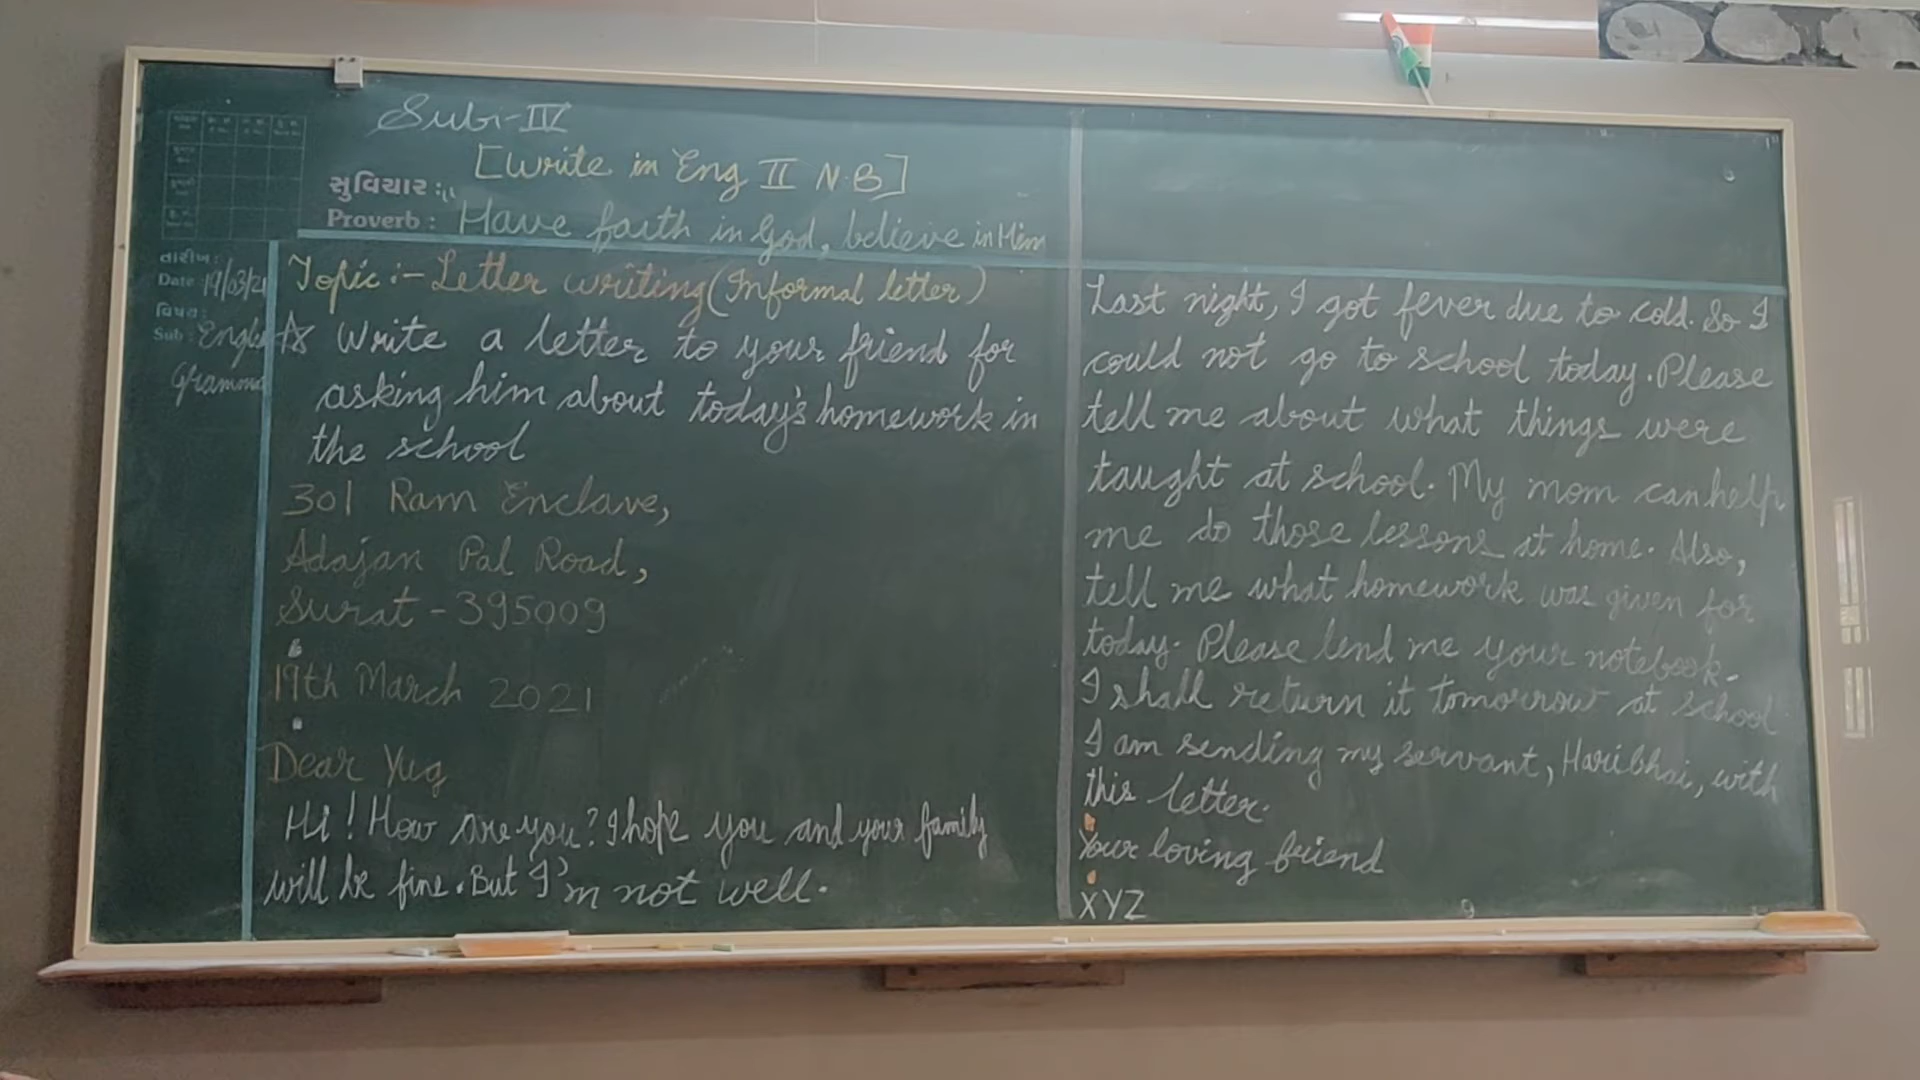 Sub:-IV
[Write in Eng II N.B]
સુવિચાર :
Proverb : Have faith in God, believe in Him
તારીખ :
Date : 19/03/21
વિષય :
Sub : English
Grammar
Topic :- Letter writing (Informal letter)
☆ Write a letter to your friend for
asking him about today's homework in
the school
301 Ram Enclave,
Adajan Pal Road,
Surat - 395009
19th March 2021
Dear Yug
Hi! How are you? I hope you and your family
will be fine. But I'm not well.
Last night, I got fever due to cold. So I
could not go to school today. Please
tell me about what things were
taught at school. My mom can help
me do those lessons at home. Also,
tell me what homework was given for
today. Please lend me your notebook.
I shall return it tomorrow at school
I am sending my servant, Haribhai, with
this letter.
Your loving friend
XYZ